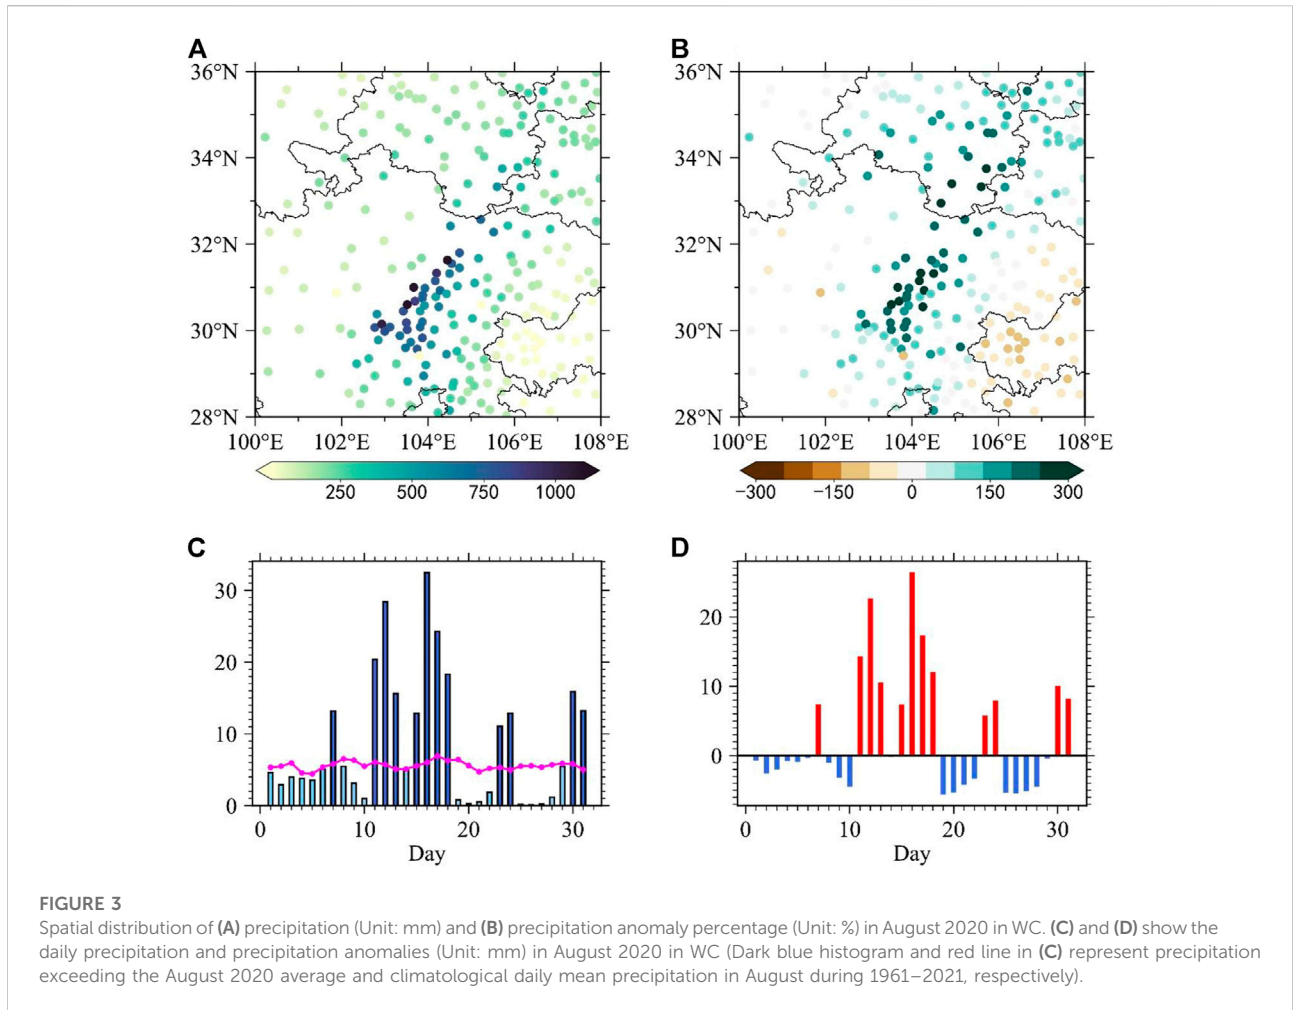 A
B
36°N
34°N
32°N
30°N
28°N
100°E 102°E 104°E 106°E 108°E
250 500 750 1000
36°N
34°N
32°N
30°N
28°N
100°E 102°E 104°E 106°E 108°E
−300 −150 0 150 300
C
D
30
20
10
0
0 10 20 30
Day
20
10
0
0 10 20 30
Day
FIGURE 3
Spatial distribution of (A) precipitation (Unit: mm) and (B) precipitation anomaly percentage (Unit: %) in August 2020 in WC. (C) and (D) show the
daily precipitation and precipitation anomalies (Unit: mm) in August 2020 in WC (Dark blue histogram and red line in (C) represent precipitation
exceeding the August 2020 average and climatological daily mean precipitation in August during 1961–2021, respectively).